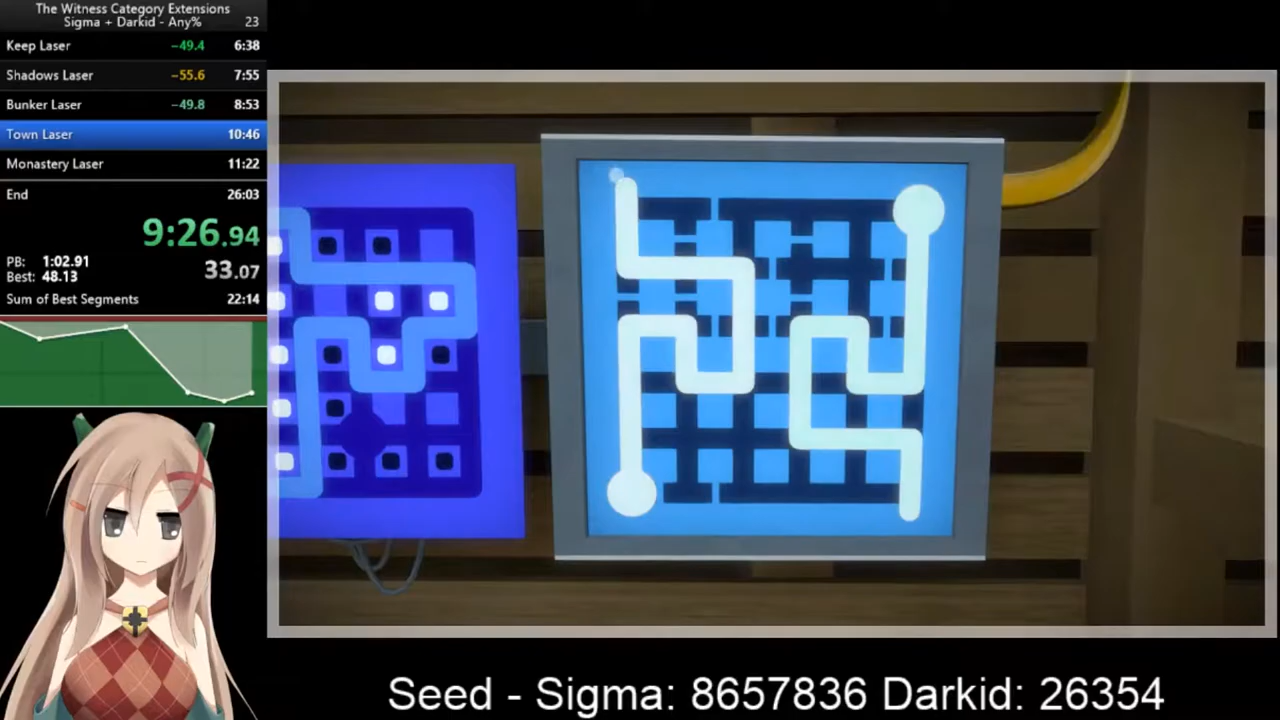 The Witness Category Extensions
Sigma + Darkid - Any% 23
Keep Laser -49.4 6:38
Shadows Laser -55.6 7:55
Bunker Laser -49.8 8:53
Town Laser 10:46
Monastery Laser 11:22
End 26:03
9:26.94
PB: 1:02.91
Best: 48.13
33.07
Sum of Best Segments 22:14
Seed - Sigma: 8657836 Darkid: 26354